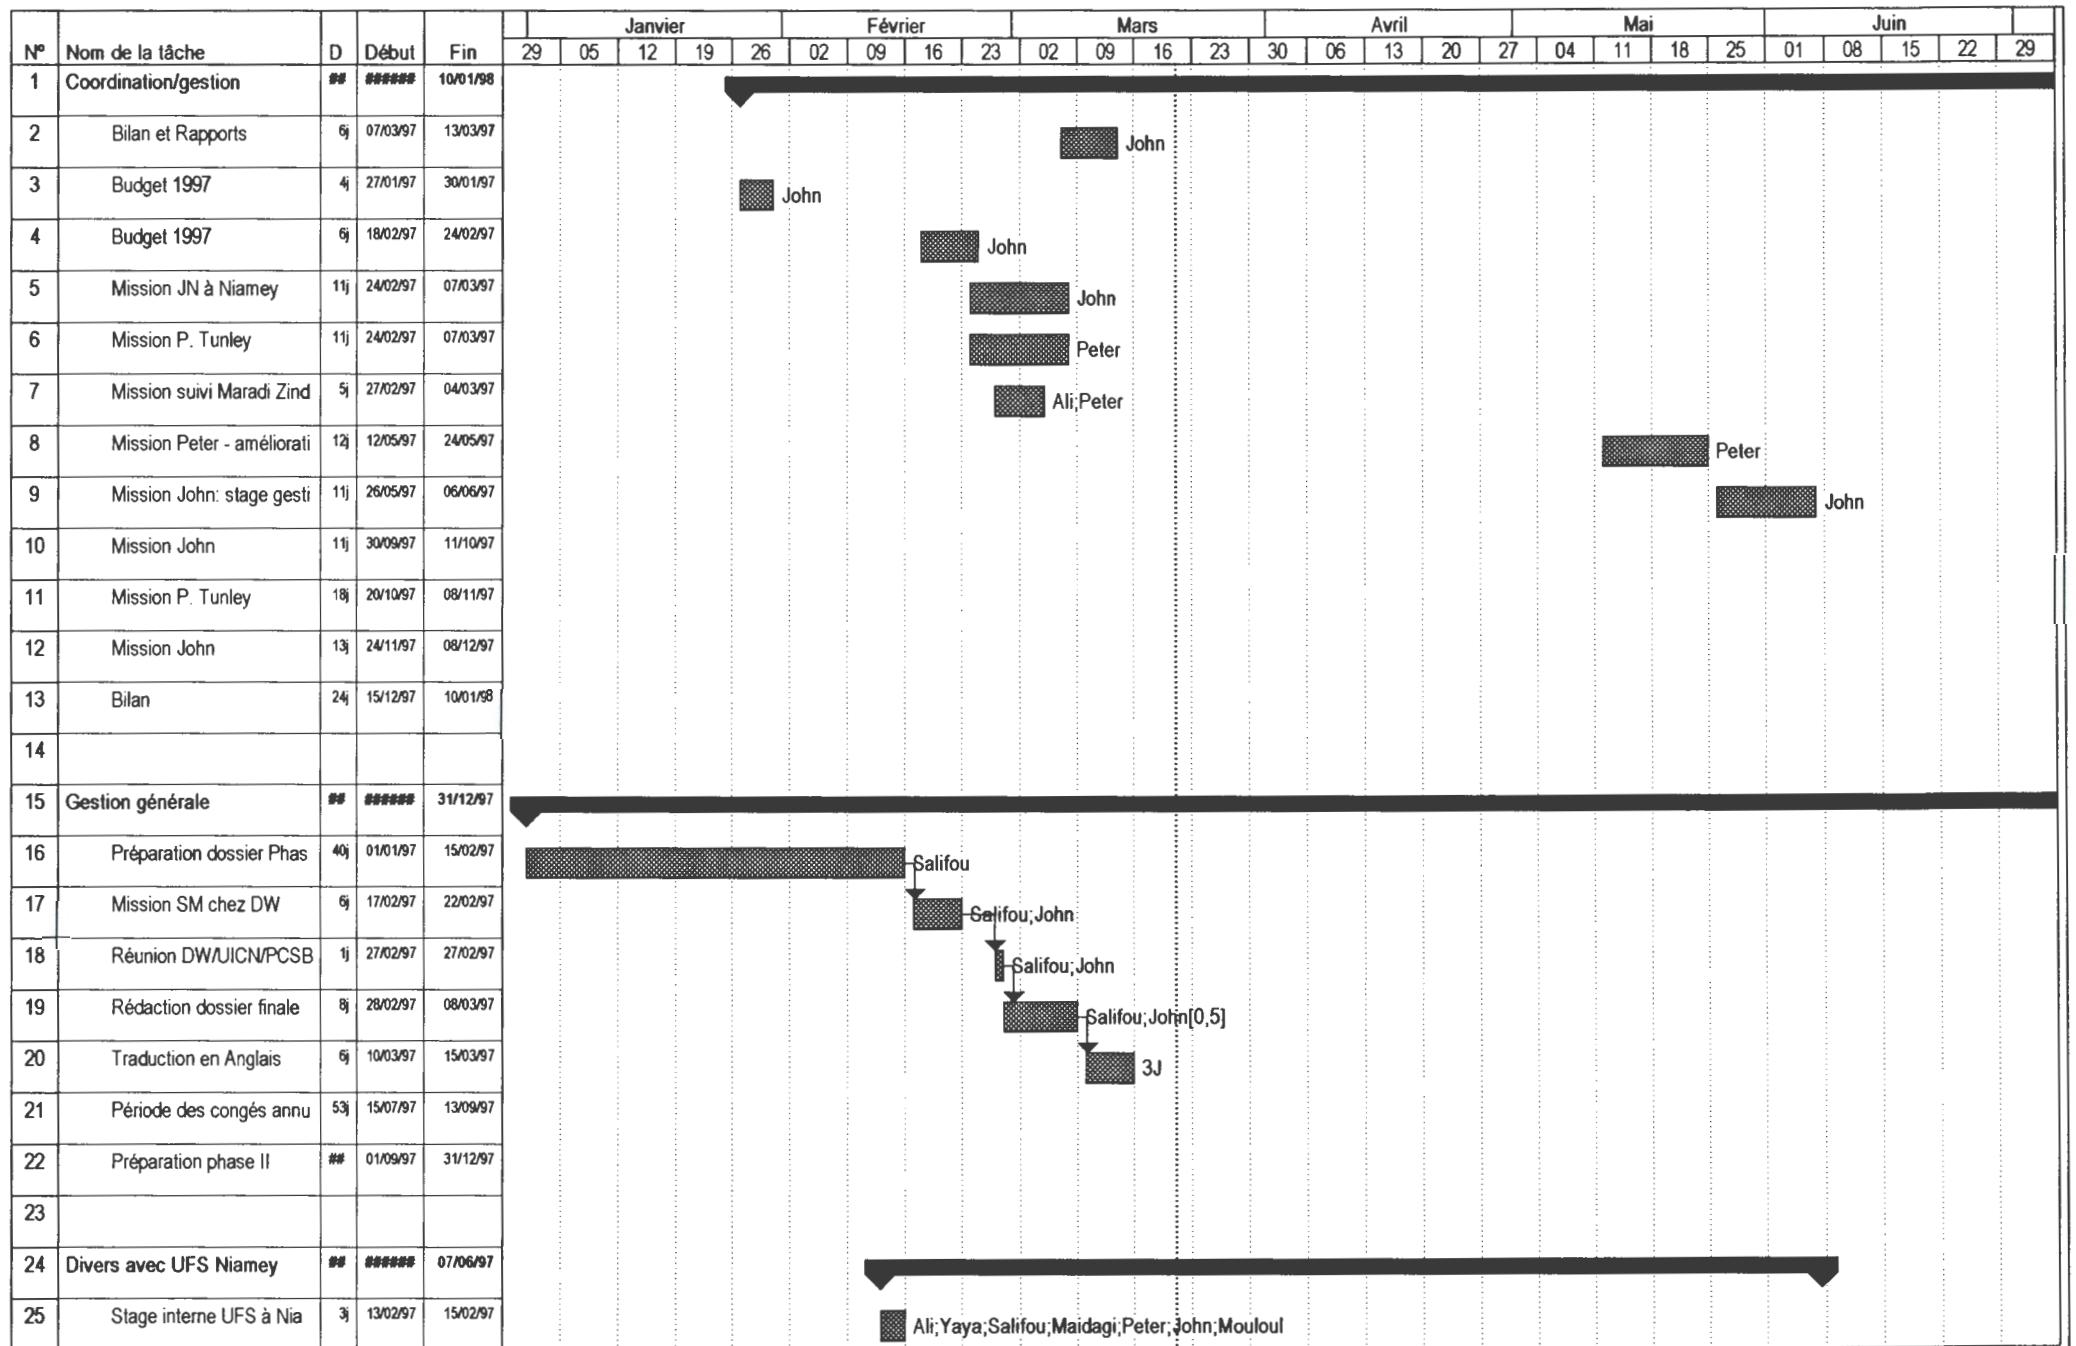 Janvier Février Mars Avril Mai Juin
Nº Nom de la tâche D Début Fin 29 05 12 19 26 02 09 16 23 02 09 16 23 30 06 13 20 27 04 11 18 25 01 08 15 22 29
1 Coordination/gestion ## ###### 10/01/98
2 Bilan et Rapports 6j 07/03/97 13/03/97 John
3 Budget 1997 4j 27/01/97 30/01/97 John
4 Budget 1997 6j 18/02/97 24/02/97 John
5 Mission JN à Niamey 11j 24/02/97 07/03/97 John
6 Mission P. Tunley 11j 24/02/97 07/03/97 Peter
7 Mission suivi Maradi Zind 5j 27/02/97 04/03/97 Ali;Peter
8 Mission Peter - améliorati 12j 12/05/97 24/05/97 Peter
9 Mission John: stage gesti 11j 26/05/97 06/06/97 John
10 Mission John 11j 30/09/97 11/10/97
11 Mission P. Tunley 18j 20/10/97 08/11/97
12 Mission John 13j 24/11/97 08/12/97
13 Bilan 24j 15/12/97 10/01/98
14
15 Gestion générale ## ###### 31/12/97
16 Préparation dossier Phas 40j 01/01/97 15/02/97 Salifou
17 Mission SM chez DW 6j 17/02/97 22/02/97 Salifou;John
18 Réunion DW/UICN/PCSB 1j 27/02/97 27/02/97 Salifou;John
19 Rédaction dossier finale 8j 28/02/97 08/03/97 Salifou;John[0,5]
20 Traduction en Anglais 6j 10/03/97 15/03/97 3J
21 Période des congés annu 53j 15/07/97 13/09/97
22 Préparation phase II ## 01/09/97 31/12/97
23
24 Divers avec UFS Niamey ## ###### 07/06/97
25 Stage interne UFS à Nia 3j 13/02/97 15/02/97 Ali;Yaya;Salifou;Maidagi;Peter;John;Mouloul